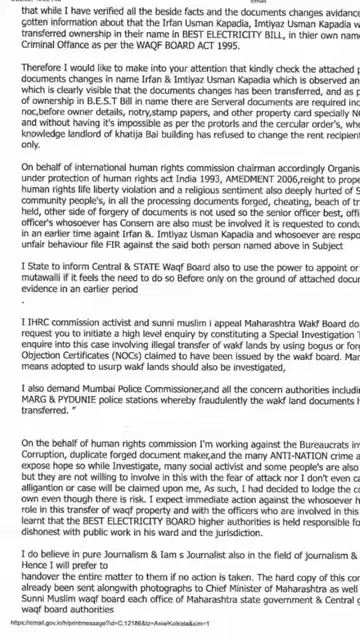 that while I have verified all the beside facts and the documents changes avidance
gotten information about that the Irfan Usman Kapadia, Imtiyaz Usman Kapadia w
transferred ownership in their name in BEST ELECTRICITY BILL, in thier own name
Criminal Offance as per the WAQF BOARD ACT 1995.
Therefore I would like to make into your attention that kindly check the attached p
documents changes in name Irfan & Imtiyaz Usman Kapadia which is observed an
which is clearly visible that the documents changes has been transferred, and as p
of ownership in B.E.S.T Bill in name there are Serveral documents are required inc
noc,before owner details, notry,stamp papers, and other property card specially N
and without having it's impossible as per the protorls and the cercular order's, wh
knowledge landlord of khatija Bai building has refused to change the rent recipien
only.
On behalf of international human rights commission chairman accordingly Organis
under protection of human rights act India 1993, AMEDMENT 2006,reight to prope
human rights life liberty violation and a religious sentiment also deeply hurted of S
community people's, in all the processing documents forged, cheating, beach of tr
held, other side of forgery of documents is not used so the senior officer best, offi
officer's whosoever has Consern are also must be involved it is requested to condu
in an earlier time againt Irfan &. Imtiyaz Usman Kapadia and whosoever are respo
unfair behaviour file FIR against the said both person named above in Subject
I State to inform Central & STATE Waqf Board also to use the power to appoint or
mutawalii if it feels the need to do so Before only on the ground of attached docur
evidence in an earlier period
.
I IHRC commission activist and sunni muslim i appeal Maharashtra Wakf Board do
request you to initiate a high level enquiry by constituting a Special Investigation T
enquire into this case involving illegal transfer of wakf lands by using bogus or for
Objection Certificates (NOCs) claimed to have been issued by the wakf board. Mar
means adopted to usurp wakf lands should also be investigated,
I also demand Mumbai Police Commissioner,and all the concern authorities includi
MARG & PYDUNIE police stations whereby fraudulently the wakf land documents h
transferred. "
On the behalf of human rights commission I'm working against the Bureaucrats in
Corruption, duplicate forged document maker,and the many ANTI-NATION crime a
expose hope so while Investigate, many social activist and some people's are also
but they are not willing to involve in this with the fear of attack nor I don't even ca
alligantion or case will be claimed upon me, As such, I had decided to lodge the co
own even though there is risk. I expect immediate action against the whosoever h
role in this transfer of waqf property and with the officers who are involved in this
learnt that the BEST ELECTRICITY BOARD higher authorities is held responsible fo
dishonest with public work in his ward and the jurisdiction.
I do believe in pure Journalism & Iam s Journalist also in the field of journalism &
Hence I will prefer to
handover the entire matter to them if no action is taken. The hard copy of this cor
already been sent alongwith photographs to Chief Minister of Maharashtra as well
Sunni Muslim waqf board each office of Maharashtra state government & Central g
waqf board authorities
https://email.gov.in/h/printmessage?id=C:12186&tz=Asia/Kolkata&xim=1